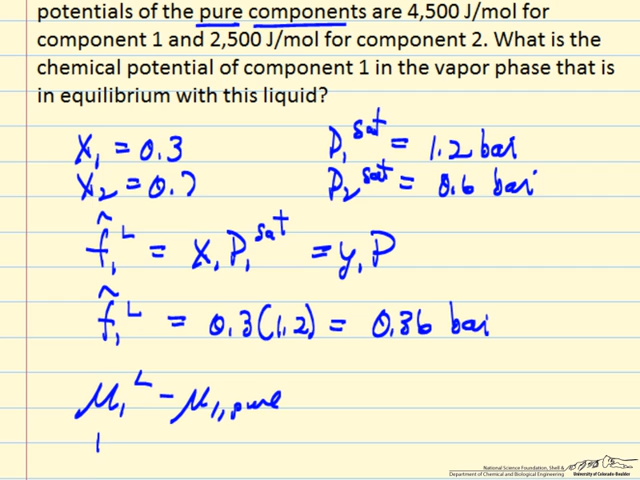 potentials of the pure components are 4,500 J/mol for
component 1 and 2,500 J/mol for component 2. What is the
chemical potential of component 1 in the vapor phase that is
in equilibrium with this liquid?
x₁ = 0.3 P₁ˢᵃᵗ = 1.2 bar
x₂ = 0.7 P₂ˢᵃᵗ = 0.6 bar
f̂₁ᴸ = x₁P₁ˢᵃᵗ = y₁P
f̂₁ᴸ = 0.3(1.2) = 0.36 bar
μ₁ᴸ - μ₁,pure
National Science Foundation, Shell &
Department of Chemical and Biological Engineering University of Colorado Boulder